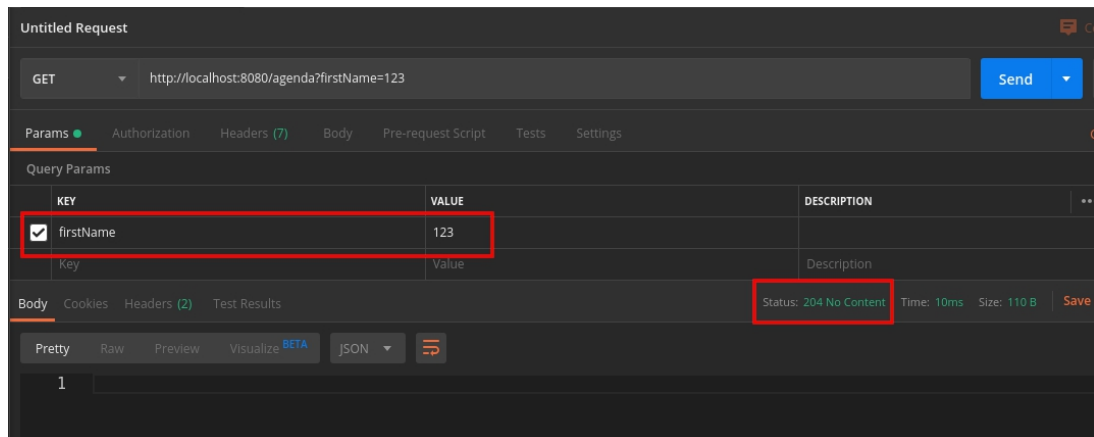 Untitled Request
GET http://localhost:8080/agenda?firstName=123 Send
Params Authorization Headers (7) Body Pre-request Script Tests Settings
Query Params
KEY VALUE DESCRIPTION
firstName 123
Key Value Description
Body Cookies Headers (2) Test Results Status: 204 No Content Time: 10ms Size: 110 B Save
Pretty Raw Preview Visualize BETA JSON
1